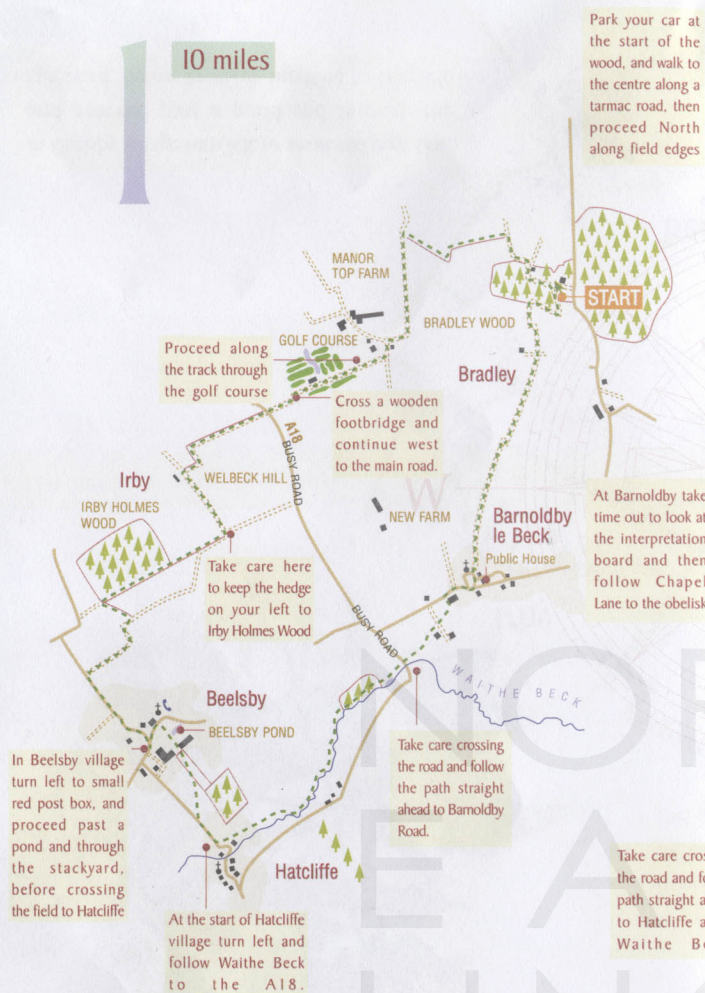 10 miles
Park your car at
the start of the
wood, and walk to
the centre along a
tarmac road, then
proceed North
along field edges
MANOR
TOP FARM
START
BRADLEY WOOD
GOLF COURSE
Proceed along
the track through
the golf course
Bradley
Cross a wooden
footbridge and
continue west
to the main road.
A18
BUSY ROAD
Irby
WELBECK HILL
IRBY HOLMES
WOOD
W
NEW FARM
Barnoldby
le Beck
Public House
At Barnoldby take
time out to look at
the interpretation
board and then
follow Chapel
Lane to the obelisk
Take care here
to keep the hedge
on your left to
Irby Holmes Wood
BUSY ROAD
WAITHE BECK
Beelsby
BEELSBY POND
Take care crossing
the road and follow
the path straight
ahead to Barnoldby
Road.
In Beelsby village
turn left to small
red post box, and
proceed past a
pond and through
the stackyard,
before crossing
the field to Hatcliffe
Hatcliffe
At the start of Hatcliffe
village turn left and
follow Waithe Beck
to the A18.
Take care cros
the road and fo
path straight a
to Hatcliffe a
Waithe Be
NOR
E A
LINC